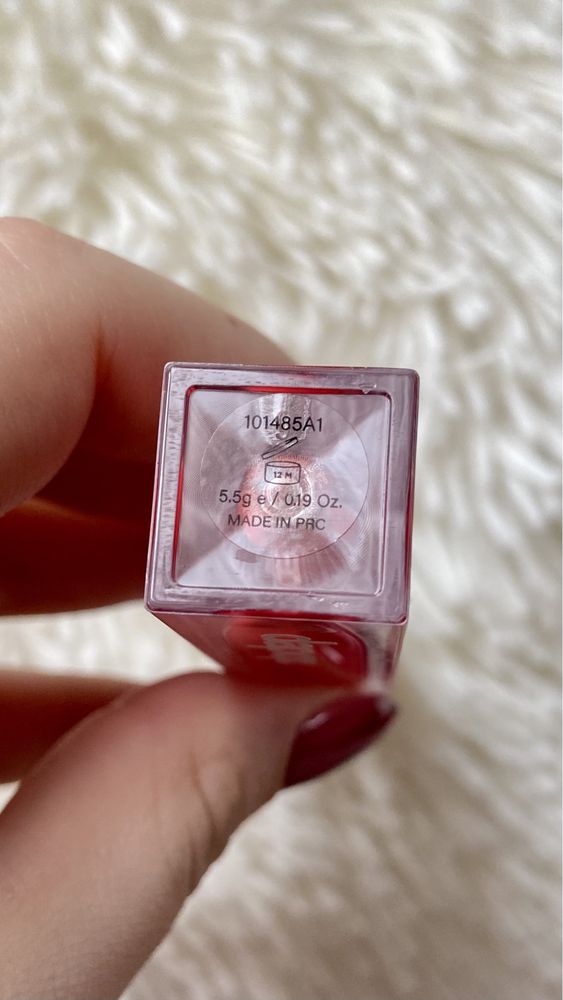 101485A1
12 M
5.5g e / 0.19 Oz.
MADE IN PRC